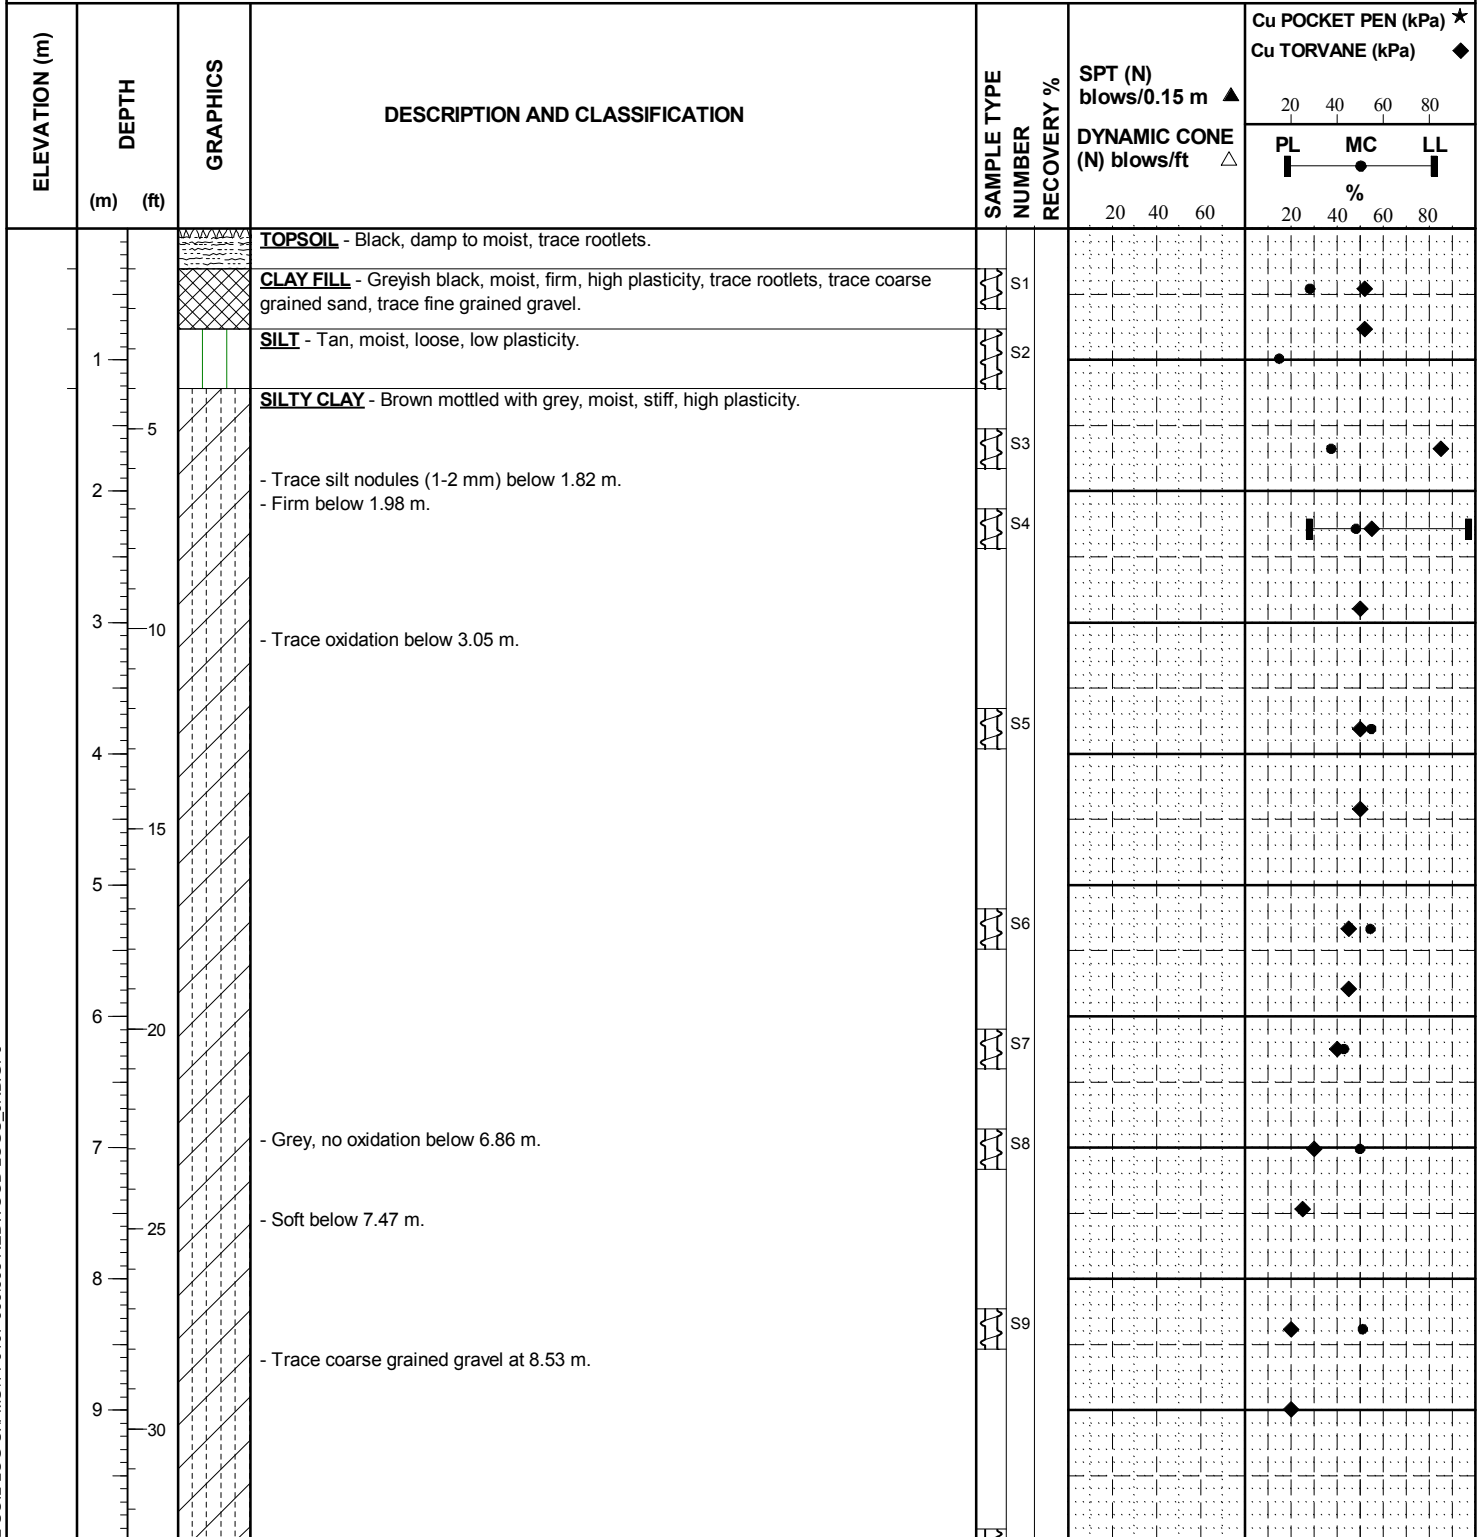 ELEVATION (m)
DEPTH
(m) (ft)
GRAPHICS
DESCRIPTION AND CLASSIFICATION
SAMPLE TYPE
NUMBER
RECOVERY %
SPT (N)
blows/0.15 m ▲
DYNAMIC CONE
(N) blows/ft △
20 40 60
Cu POCKET PEN (kPa) ★
Cu TORVANE (kPa) ◆
20 40 60 80
PL MC LL
%
20 40 60 80
TOPSOIL - Black, damp to moist, trace rootlets.
CLAY FILL - Greyish black, moist, firm, high plasticity, trace rootlets, trace coarse
grained sand, trace fine grained gravel.
S1
SILT - Tan, moist, loose, low plasticity.
S2
1
SILTY CLAY - Brown mottled with grey, moist, stiff, high plasticity.
5
S3
- Trace silt nodules (1-2 mm) below 1.82 m.
2
- Firm below 1.98 m.
S4
3
10
- Trace oxidation below 3.05 m.
S5
4
15
5
S6
6
20
S7
7
- Grey, no oxidation below 6.86 m.
S8
- Soft below 7.47 m.
25
8
S9
- Trace coarse grained gravel at 8.53 m.
9
30